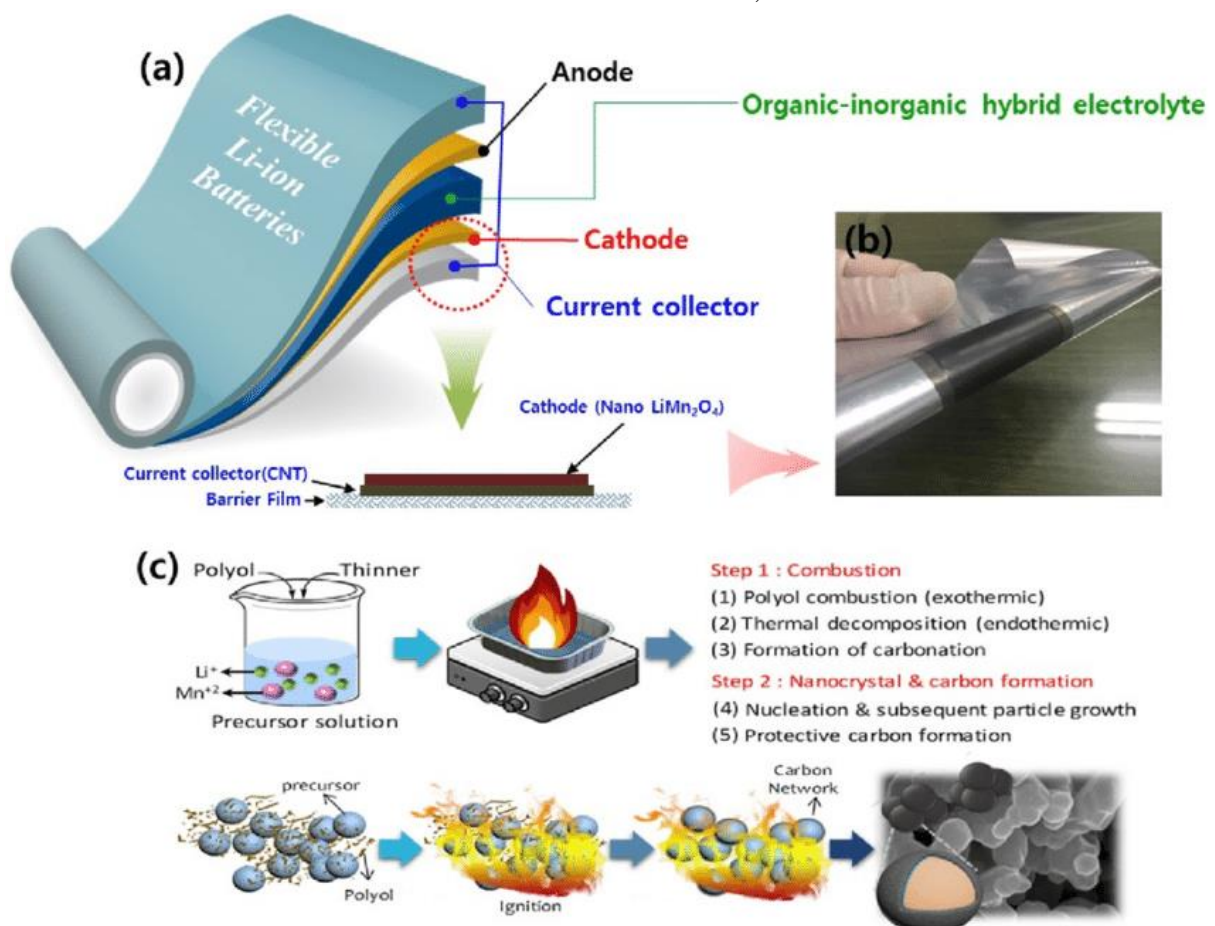 (a)
Flexible
Li-ion
Batteries
Anode
Organic-inorganic hybrid electrolyte
Cathode
Current collector
(b)
Cathode (Nano LiMn₂O₄)
Current collector(CNT)
Barrier Film
(c)
Polyol Thinner
Li⁺
Mn⁺²
Precursor solution
Step 1 : Combustion
(1) Polyol combustion (exothermic)
(2) Thermal decomposition (endothermic)
(3) Formation of carbonation
Step 2 : Nanocrystal & carbon formation
(4) Nucleation & subsequent particle growth
(5) Protective carbon formation
precursor
Polyol
Ignition
Carbon
Network